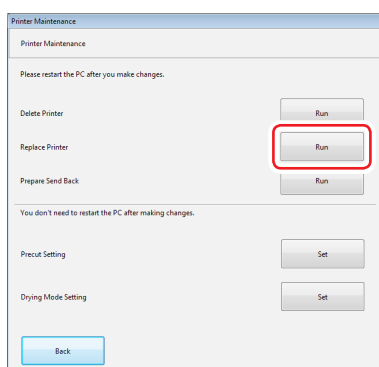 Printer Maintenance
Printer Maintenance
Please restart the PC after you make changes.
Delete Printer Run
Replace Printer Run
Prepare Send Back Run
You don't need to restart the PC after making changes.
Precut Setting Set
Drying Mode Setting Set
Back